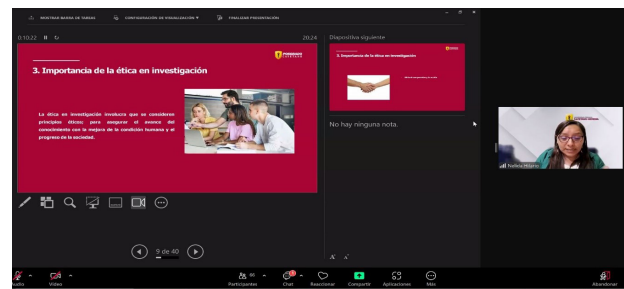 MOSTRAR BARRA DE TAREAS
CONFIGURACIÓN DE VISUALIZACIÓN ▼
FINALIZAR PRESENTACIÓN
0:10:22
20:24
Diapositiva siguiente
3. Importancia de la ética en investigación
La ética en investigación involucra que se consideren
principios éticos; para asegurar el avance del
conocimiento con la mejora de la condición humana y el
progreso de la sociedad.
3. Importancia de la ética en investigación
No hay ninguna nota.
9 de 40
Audio
Video
Participantes
66
Chat
Reaccionar
Compartir
Aplicaciones
Más
Abandonar